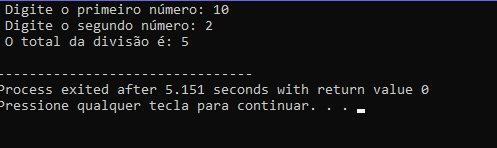 Digite o primeiro número: 10
Digite o segundo número: 2
O total da divisão é: 5
--------------------------------
Process exited after 5.151 seconds with return value 0
Pressione qualquer tecla para continuar. . .